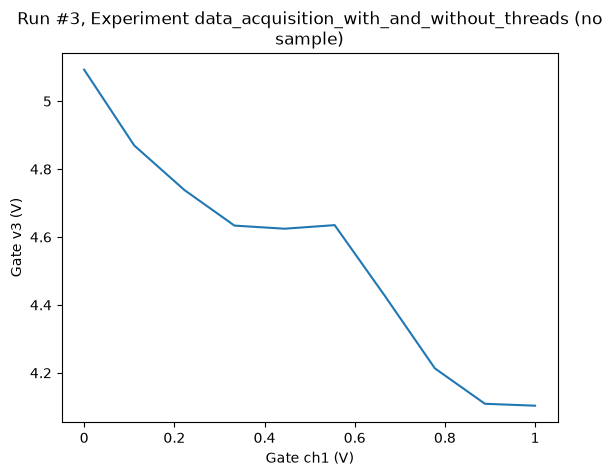 Run #3, Experiment data_acquisition_with_and_without_threads (no
sample)
5
4.8
4.6
4.4
4.2
Gate v3 (V)
0
0.2
0.4
0.6
0.8
1
Gate ch1 (V)